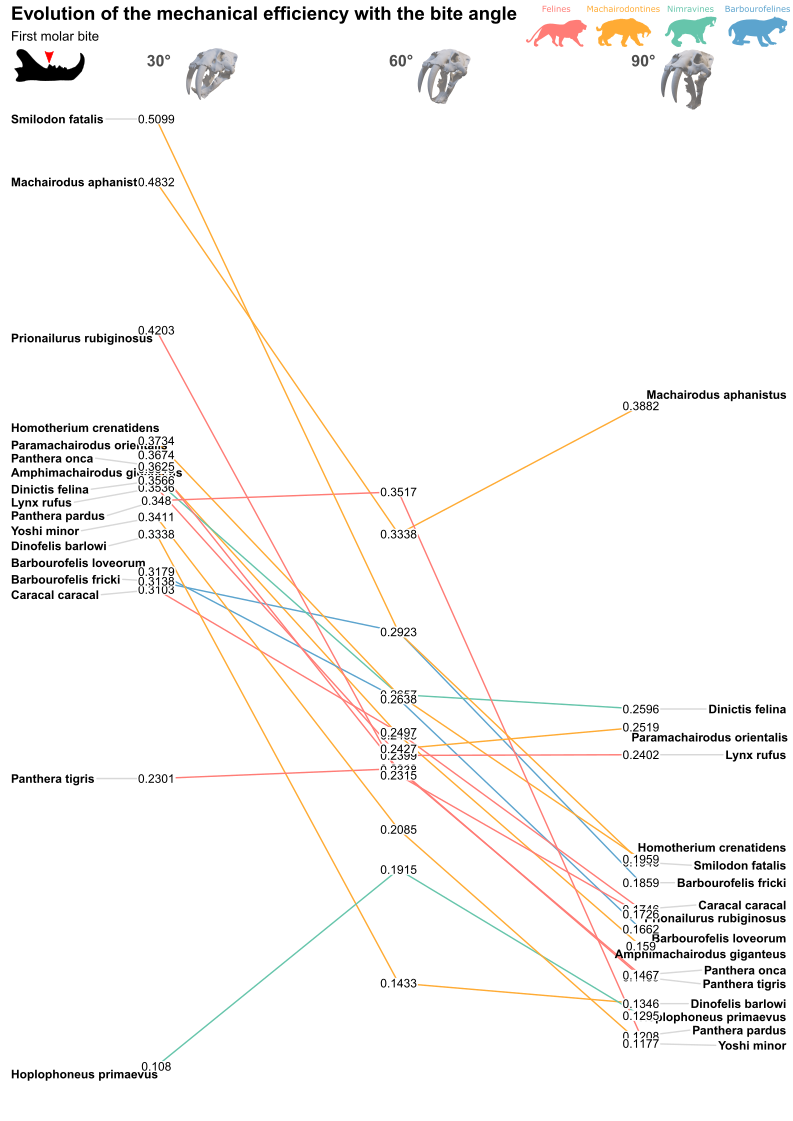 Evolution of the mechanical efficiency with the bite angle
First molar bite
Felines Machairodontines Nimravines Barbourofelines
30° 60° 90°
Smilodon fatalis 0.5099
Machairodus aphanist 0.4832
Prionailurus rubiginosus 0.4203
Homotherium crenatidens 0.3734
Paramachairodus orientalis 0.3674
Panthera onca 0.3625
Amphimachairodus 0.3566
Dinictis felina 0.3536
Lynx rufus
Panthera pardus 0.348
Yoshi minor 0.3411
Dinofelis barlowi 0.3338
Barbourofelis loveorum 0.3179
Barbourofelis fricki 0.3138
Caracal caracal 0.3103
Panthera tigris 0.2301
Hoplophoneus primaevus 0.108
0.3517
0.3338
0.2923
0.2638
0.2497
0.2427
0.2399
0.2315
0.2085
0.1915
0.1433
0.3882 Machairodus aphanistus
0.2596 Dinictis felina
0.2519 Paramachairodus orientalis
0.2402 Lynx rufus
0.1959 Homotherium crenatidens
Smilodon fatalis
0.1859 Barbourofelis fricki
Caracal caracal
0.1726 rionailurus rubiginosus
0.1662 Barbourofelis loveorum
0.159 Amphimachairodus giganteus
0.1467 Panthera onca
Panthera tigris
0.1346 Dinofelis barlowi
0.1295 plophoneus primaevus
0.1208 Panthera pardus
0.1177 Yoshi minor